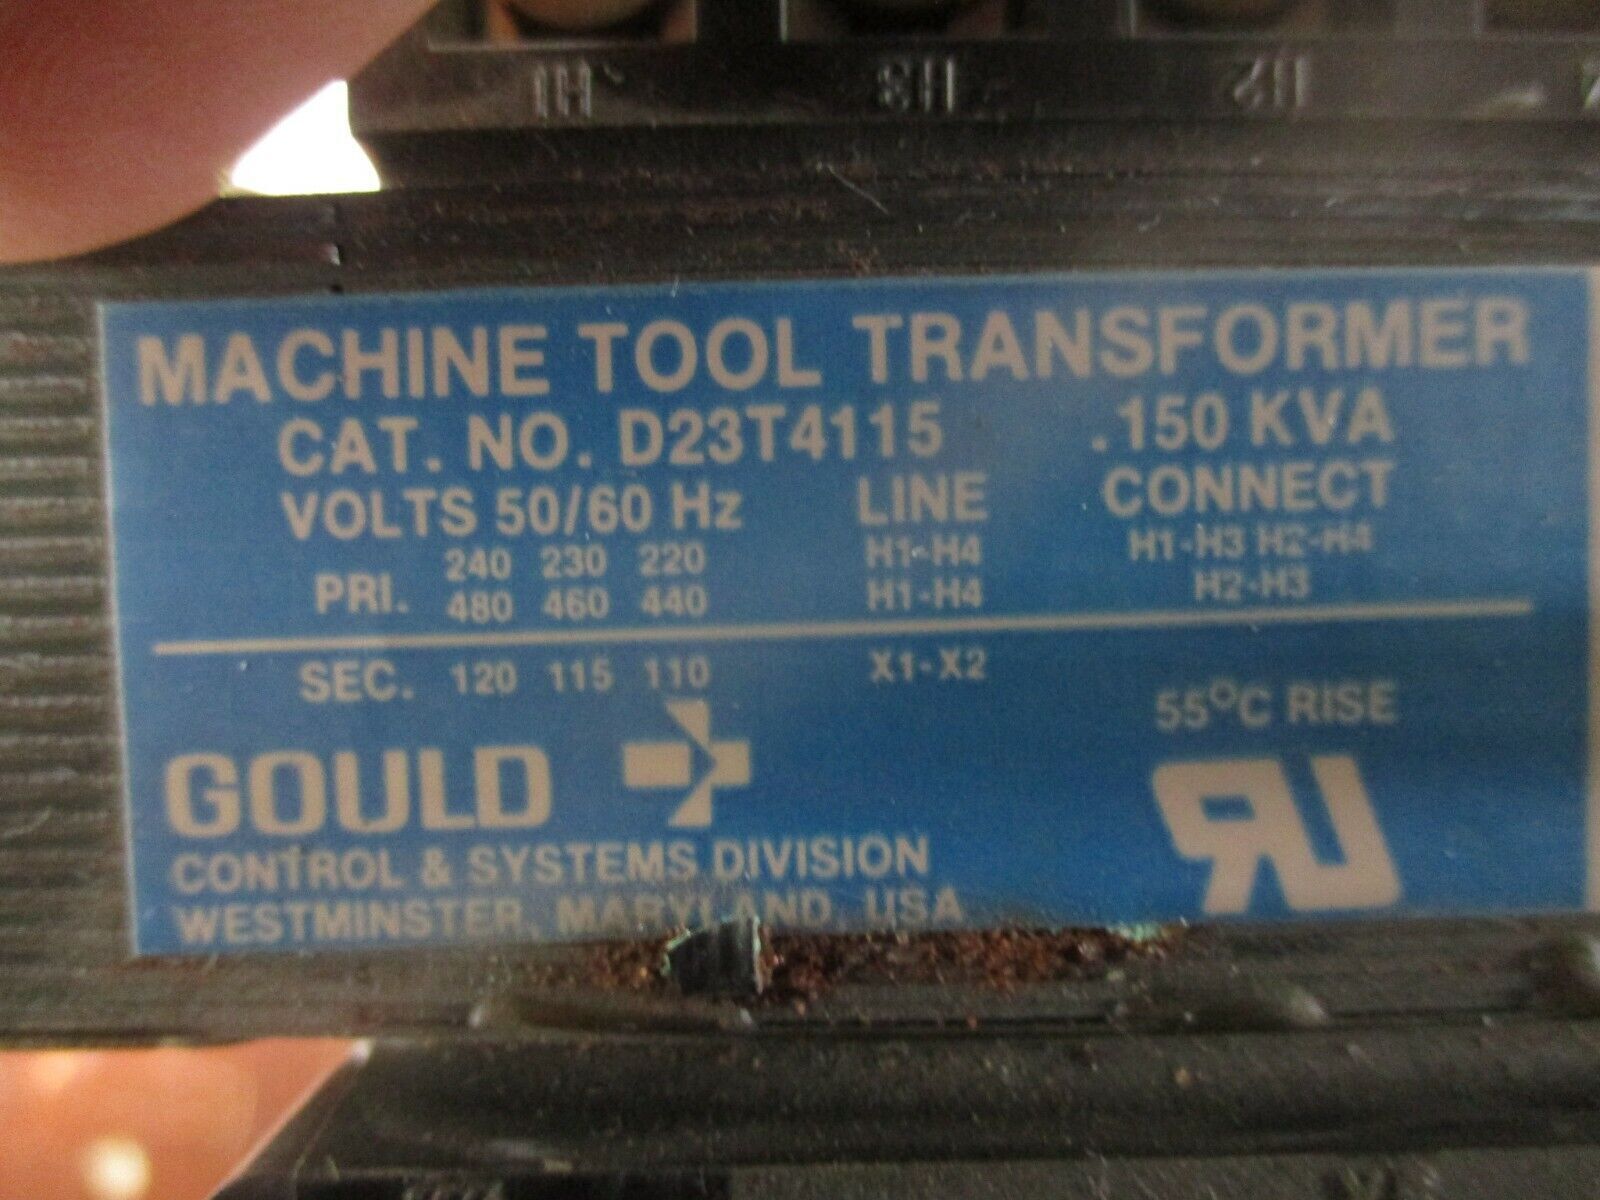 H1 H3 H2
MACHINE TOOL TRANSFORMER
CAT. NO. D23T4115 .150 KVA
VOLTS 50/60 Hz LINE CONNECT
PRI. 240 230 220 H1-H4 H1-H3 H2-H4
480 460 440 H1-H4 H2-H3
SEC. 120 115 110 X1-X2
55°C RISE
GOULD
UR
CONTROL & SYSTEMS DIVISION
WESTMINSTER, MARYLAND, USA